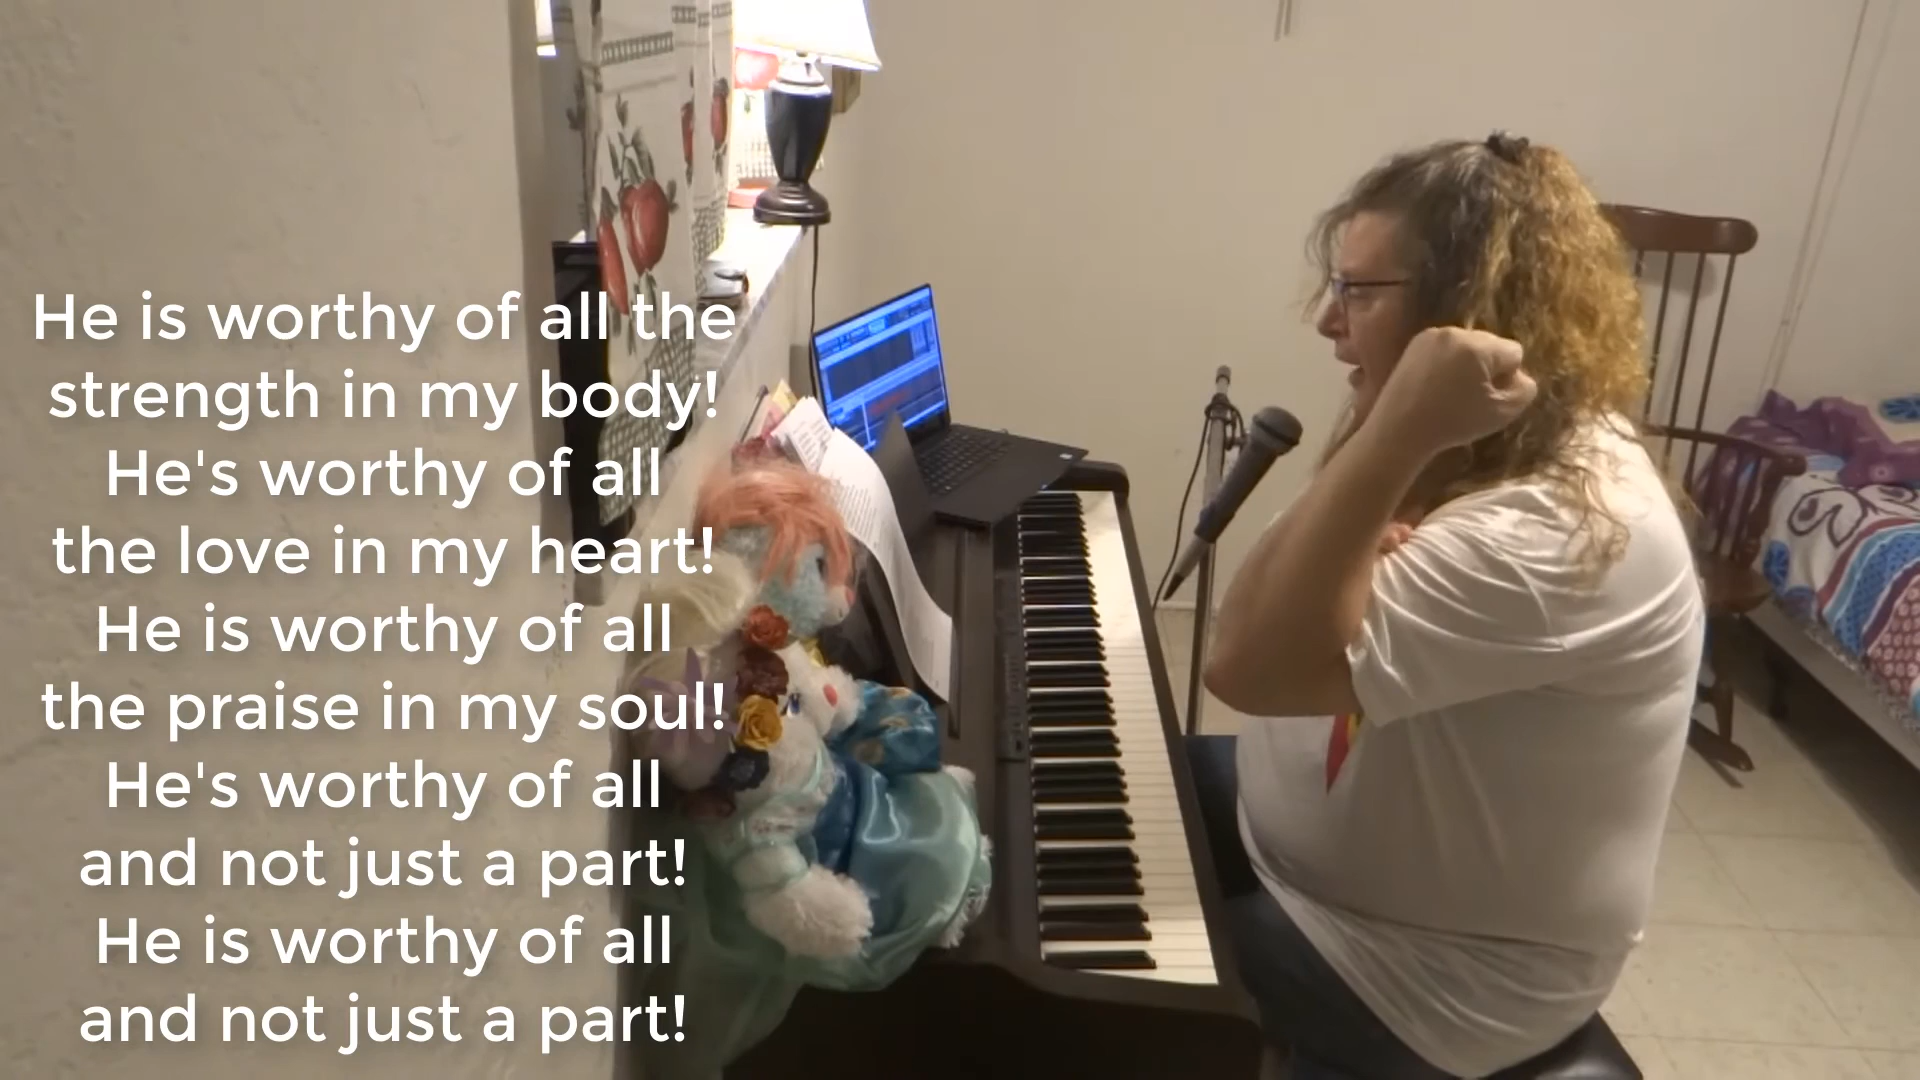 He is worthy of all the
strength in my body!
He's worthy of all
the love in my heart!
He is worthy of all
the praise in my soul!
He's worthy of all
and not just a part!
He is worthy of all
and not just a part!